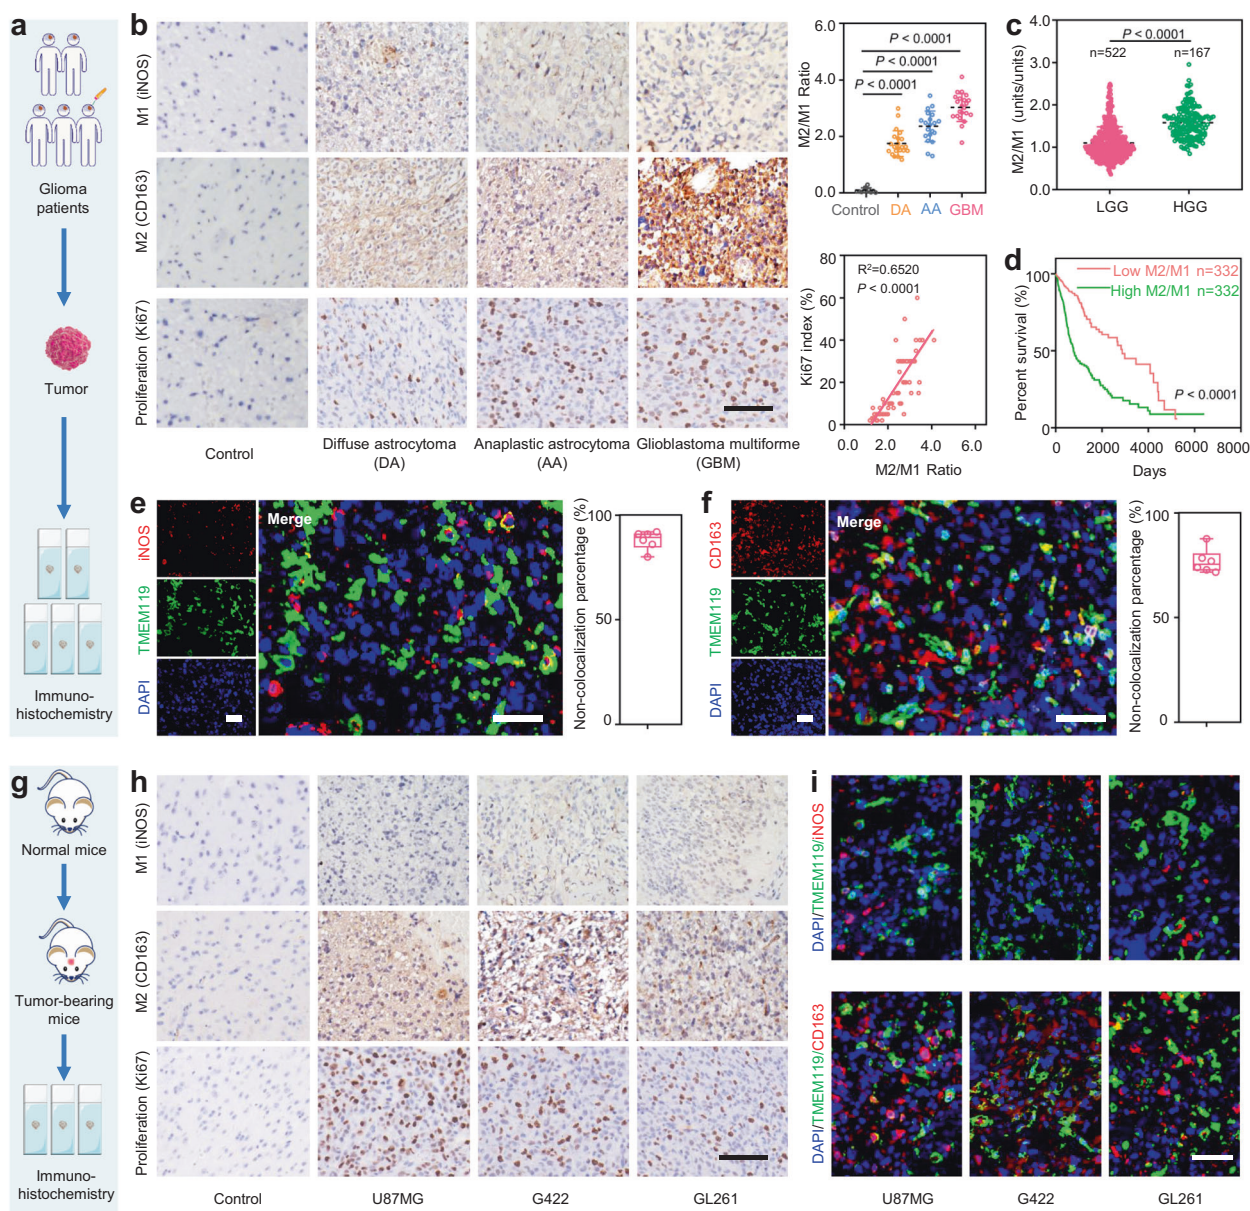 a
Glioma
patients
Tumor
Immuno-
histochemistry
b
M1 (iNOS)
M2 (CD163)
Proliferation (Ki67)
Control
Diffuse astrocytoma
(DA)
Anaplastic astrocytoma
(AA)
Glioblastoma multiforme
(GBM)
M2/M1 Ratio
6.0
4.0
2.0
0.0
P < 0.0001
P < 0.0001
P < 0.0001
Control DA AA GBM
Ki67 index (%)
80
60
40
20
0
R²=0.6520
P < 0.0001
0.0 2.0 4.0 6.0
M2/M1 Ratio
c
M2/M1 (units/units)
4.0
3.0
2.0
1.0
0.0
P < 0.0001
n=522 n=167
LGG HGG
d
Percent survival (%)
100
50
0
Low M2/M1 n=332
High M2/M1 n=332
P < 0.0001
0 2000 4000 6000 8000
Days
e
iNOS
TMEM119
DAPI
Merge
Non-colocalization parcentage (%)
100
50
0
f
CD163
TMEM119
DAPI
Merge
Non-colocalization parcentage (%)
100
50
0
g
Normal mice
Tumor-bearing
mice
Immuno-
histochemistry
h
M1 (iNOS)
M2 (CD163)
Proliferation (Ki67)
Control U87MG G422 GL261
i
DAPI/TMEM119/iNOS
DAPI/TMEM119/CD163
U87MG G422 GL261